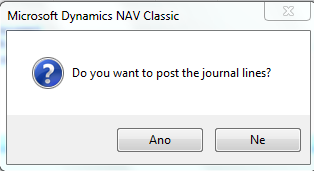 Microsoft Dynamics NAV Classic
Do you want to post the journal lines?
Ano
Ne